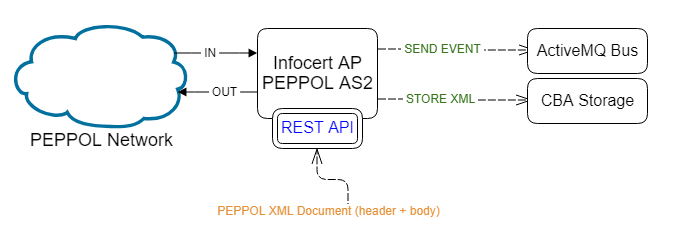 IN
OUT
PEPPOL Network
Infocert AP
PEPPOL AS2
REST API
SEND EVENT
STORE XML
ActiveMQ Bus
CBA Storage
PEPPOL XML Document (header + body)